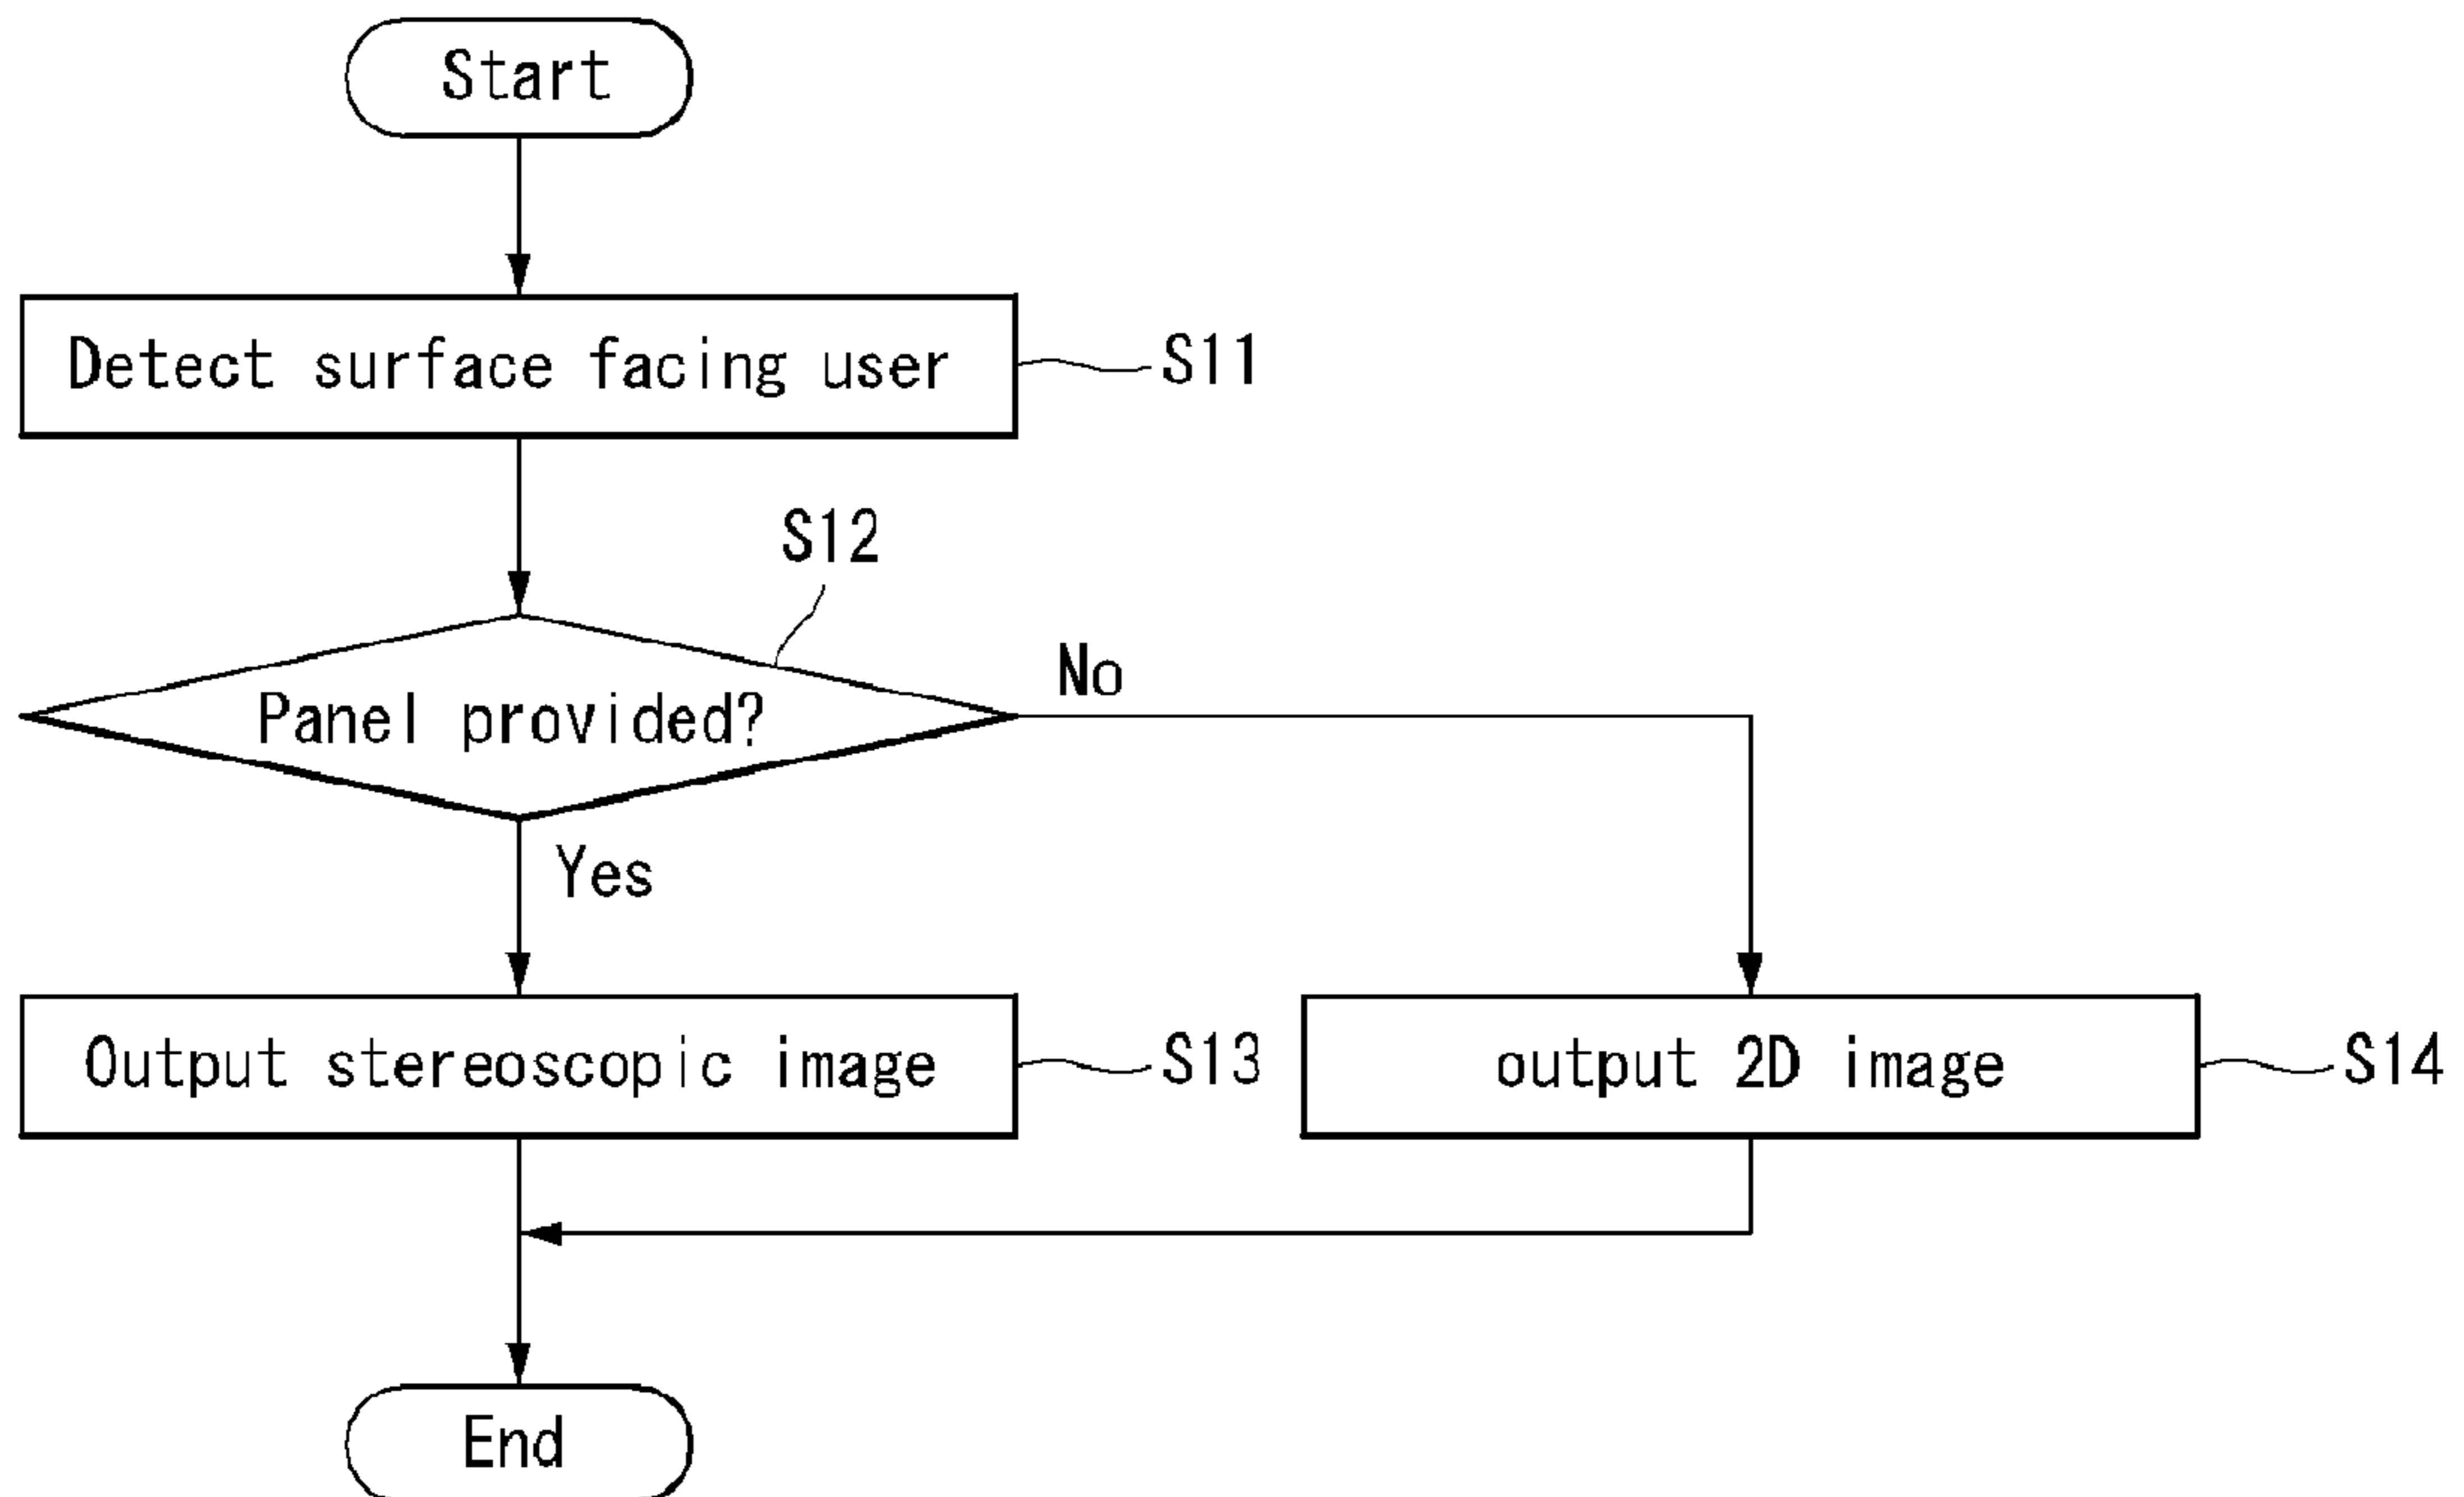 Start
Detect surface facing user
S11
S12
Panel provided?
No
Yes
Output stereoscopic image
S13
output 2D image
S14
End